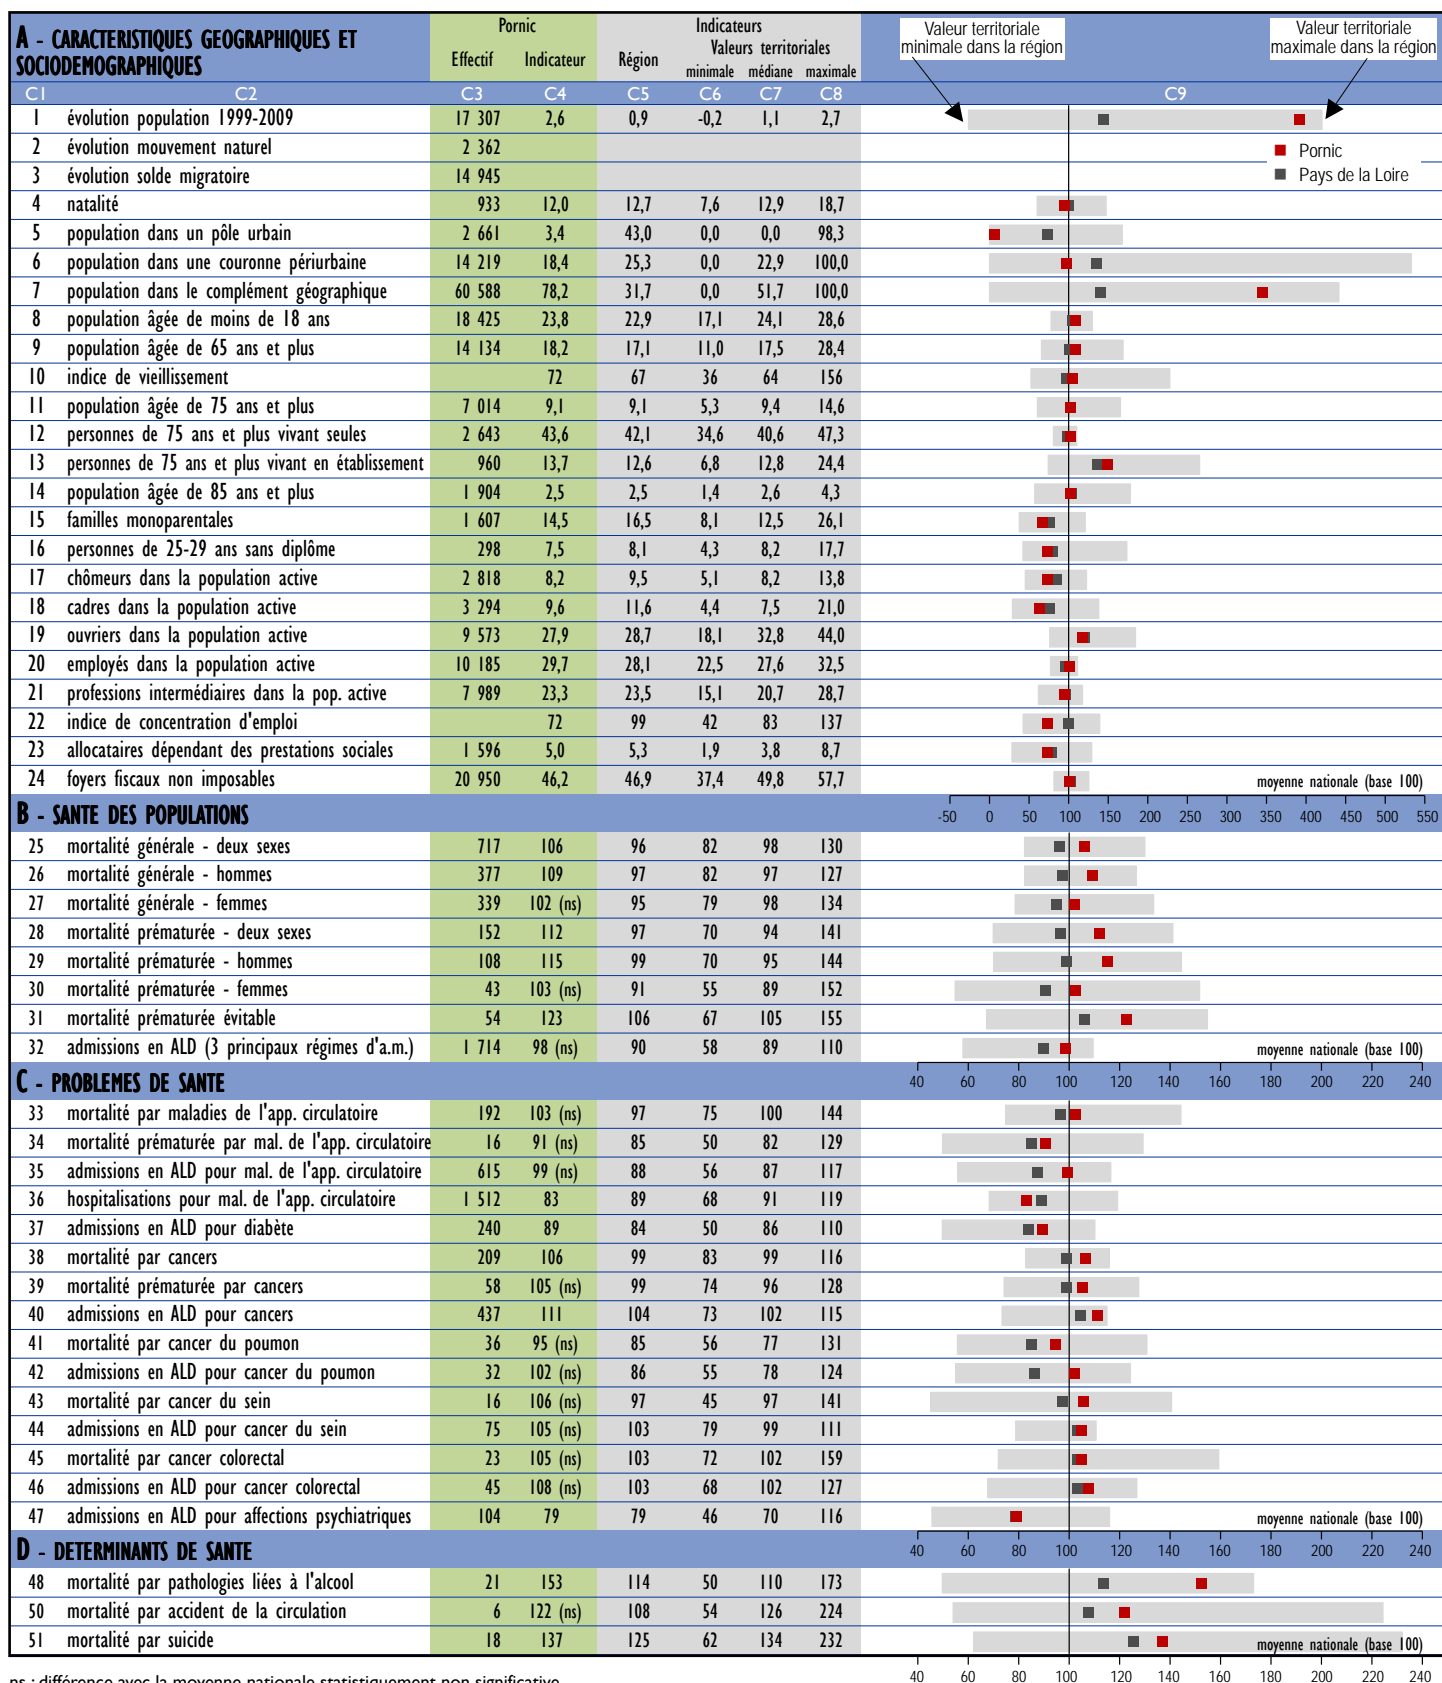 A - CARACTERISTIQUES GEOGRAPHIQUES ET SOCIODEMOGRAPHIQUES
Pornic
Effectif Indicateur
Indicateurs
Région
Valeurs territoriales
minimale médiane maximale
Valeur territoriale minimale dans la région
Valeur territoriale maximale dans la région
C1 C2 C3 C4 C5 C6 C7 C8 C9
1 évolution population 1999-2009 17 307 2,6 0,9 -0,2 1,1 2,7
2 évolution mouvement naturel 2 362
3 évolution solde migratoire 14 945
Pornic
Pays de la Loire
4 natalité 933 12,0 12,7 7,6 12,9 18,7
5 population dans un pôle urbain 2 661 3,4 43,0 0,0 0,0 98,3
6 population dans une couronne périurbaine 14 219 18,4 25,3 0,0 22,9 100,0
7 population dans le complément géographique 60 588 78,2 31,7 0,0 51,7 100,0
8 population âgée de moins de 18 ans 18 425 23,8 22,9 17,1 24,1 28,6
9 population âgée de 65 ans et plus 14 134 18,2 17,1 11,0 17,5 28,4
10 indice de vieillissement 72 67 36 64 156
11 population âgée de 75 ans et plus 7 014 9,1 9,1 5,3 9,4 14,6
12 personnes de 75 ans et plus vivant seules 2 643 43,6 42,1 34,6 40,6 47,3
13 personnes de 75 ans et plus vivant en établissement 960 13,7 12,6 6,8 12,8 24,4
14 population âgée de 85 ans et plus 1 904 2,5 2,5 1,4 2,6 4,3
15 familles monoparentales 1 607 14,5 16,5 8,1 12,5 26,1
16 personnes de 25-29 ans sans diplôme 298 7,5 8,1 4,3 8,2 17,7
17 chômeurs dans la population active 2 818 8,2 9,5 5,1 8,2 13,8
18 cadres dans la population active 3 294 9,6 11,6 4,4 7,5 21,0
19 ouvriers dans la population active 9 573 27,9 28,7 18,1 32,8 44,0
20 employés dans la population active 10 185 29,7 28,1 22,5 27,6 32,5
21 professions intermédiaires dans la pop. active 7 989 23,3 23,5 15,1 20,7 28,7
22 indice de concentration d'emploi 72 99 42 83 137
23 allocataires dépendant des prestations sociales 1 596 5,0 5,3 1,9 3,8 8,7
24 foyers fiscaux non imposables 20 950 46,2 46,9 37,4 49,8 57,7 moyenne nationale (base 100)
B - SANTE DES POPULATIONS
-50 0 50 100 150 200 250 300 350 400 450 500 550
25 mortalité générale - deux sexes 717 106 96 82 98 130
26 mortalité générale - hommes 377 109 97 82 97 127
27 mortalité générale - femmes 339 102 (ns) 95 79 98 134
28 mortalité prématurée - deux sexes 152 112 97 70 94 141
29 mortalité prématurée - hommes 108 115 99 70 95 144
30 mortalité prématurée - femmes 43 103 (ns) 91 55 89 152
31 mortalité prématurée évitable 54 123 106 67 105 155
32 admissions en ALD (3 principaux régimes d'a.m.) 1 714 98 (ns) 90 58 89 110 moyenne nationale (base 100)
C - PROBLEMES DE SANTE
40 60 80 100 120 140 160 180 200 220 240
33 mortalité par maladies de l'app. circulatoire 192 103 (ns) 97 75 100 144
34 mortalité prématurée par mal. de l'app. circulatoire 16 91 (ns) 85 50 82 129
35 admissions en ALD pour mal. de l'app. circulatoire 615 99 (ns) 88 56 87 117
36 hospitalisations pour mal. de l'app. circulatoire 1 512 83 89 68 91 119
37 admissions en ALD pour diabète 240 89 84 50 86 110
38 mortalité par cancers 209 106 99 83 99 116
39 mortalité prématurée par cancers 58 105 (ns) 99 74 96 128
40 admissions en ALD pour cancers 437 111 104 73 102 115
41 mortalité par cancer du poumon 36 95 (ns) 85 56 77 131
42 admissions en ALD pour cancer du poumon 32 102 (ns) 86 55 78 124
43 mortalité par cancer du sein 16 106 (ns) 97 45 97 141
44 admissions en ALD pour cancer du sein 75 105 (ns) 103 79 99 111
45 mortalité par cancer colorectal 23 105 (ns) 103 72 102 159
46 admissions en ALD pour cancer colorectal 45 108 (ns) 103 68 102 127
47 admissions en ALD pour affections psychiatriques 104 79 79 46 70 116 moyenne nationale (base 100)
D - DETERMINANTS DE SANTE
40 60 80 100 120 140 160 180 200 220 240
48 mortalité par pathologies liées à l'alcool 21 153 114 50 110 173
50 mortalité par accident de la circulation 6 122 (ns) 108 54 126 224
51 mortalité par suicide 18 137 125 62 134 232 moyenne nationale (base 100)
40 60 80 100 120 140 160 180 200 220 240
ns : différence avec la moyenne nationale statistiquement non significative